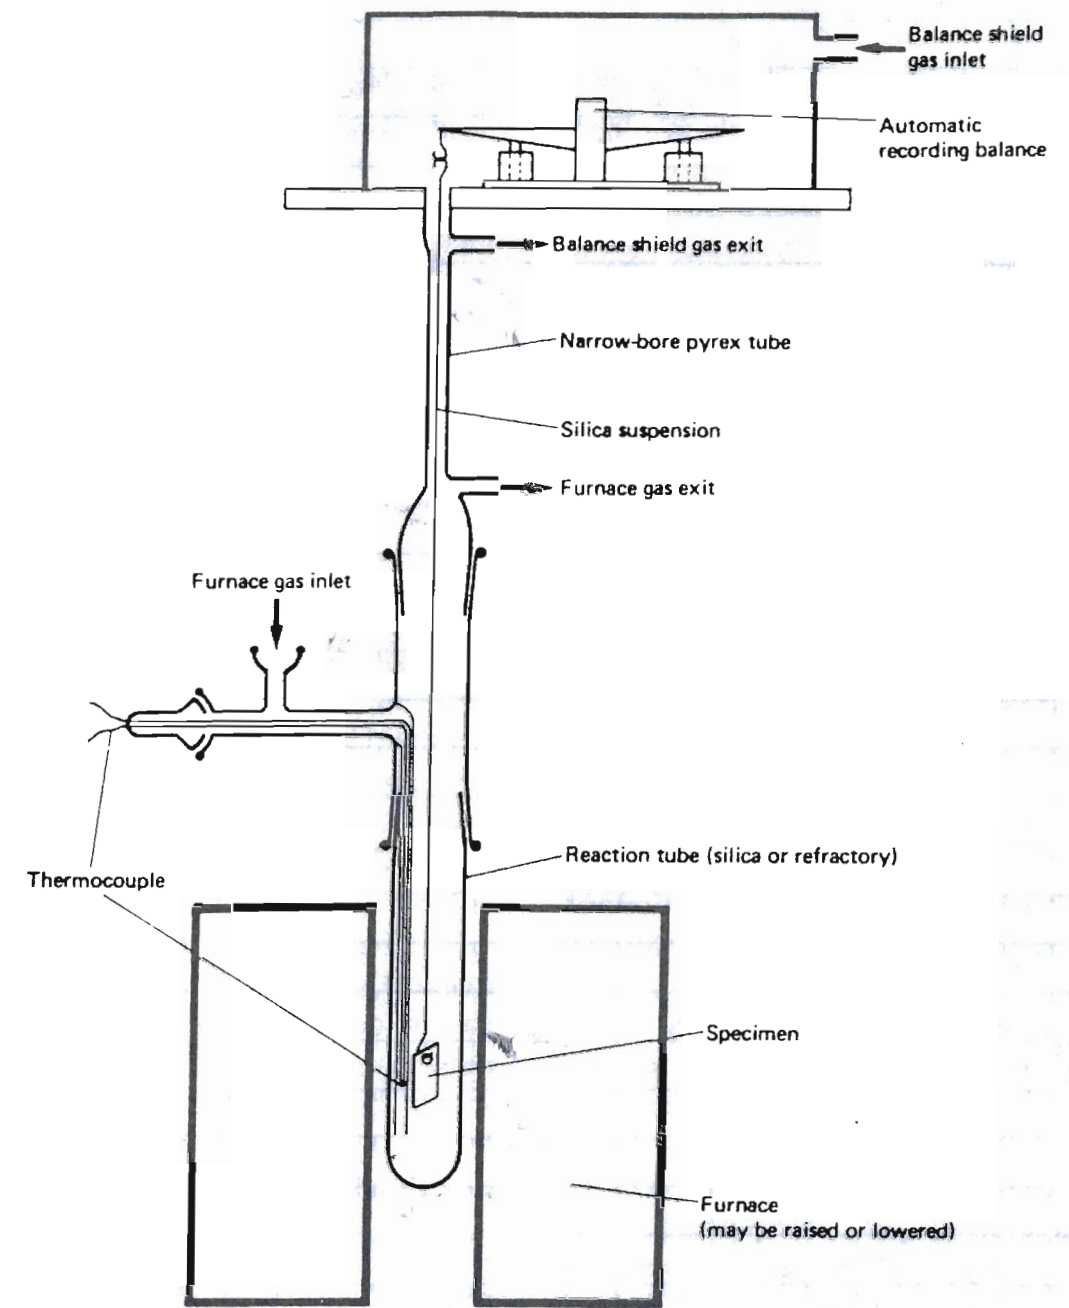 Balance shield
gas inlet
Automatic
recording balance
Balance shield gas exit
Narrow-bore pyrex tube
Silica suspension
Furnace gas exit
Furnace gas inlet
Reaction tube (silica or refractory)
Thermocouple
Specimen
Furnace
(may be raised or lowered)